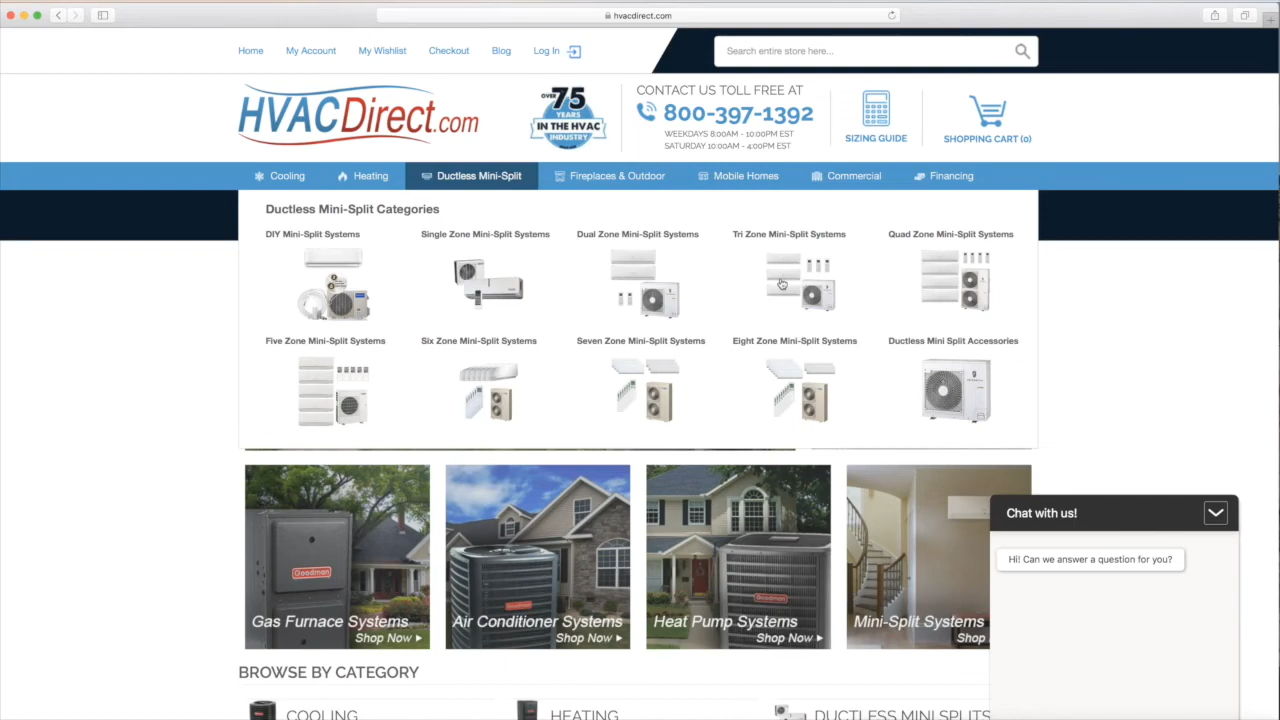 hvacdirect.com
Home My Account My Wishlist Checkout Blog Log In
Search entire store here...
HVACDirect.com
OVER 75 YEARS IN THE HVAC INDUSTRY
CONTACT US TOLL FREE AT
800-397-1392
WEEKDAYS 8:00AM - 10:00PM EST
SATURDAY 10:00AM - 4:00PM EST
SIZING GUIDE
SHOPPING CART (0)
Cooling Heating Ductless Mini-Split Fireplaces & Outdoor Mobile Homes Commercial Financing
Ductless Mini-Split Categories
DIY Mini-Split Systems Single Zone Mini-Split Systems Dual Zone Mini-Split Systems Tri Zone Mini-Split Systems Quad Zone Mini-Split Systems
Five Zone Mini-Split Systems Six Zone Mini-Split Systems Seven Zone Mini-Split Systems Eight Zone Mini-Split Systems Ductless Mini Split Accessories
Goodman Goodman Goodman
Gas Furnace Systems Air Conditioner Systems Heat Pump Systems Mini-Split Systems
Shop Now Shop Now Shop Now Shop
Chat with us!
Hi! Can we answer a question for you?
BROWSE BY CATEGORY
COOLING HEATING DUCTLESS MINI SPLITS